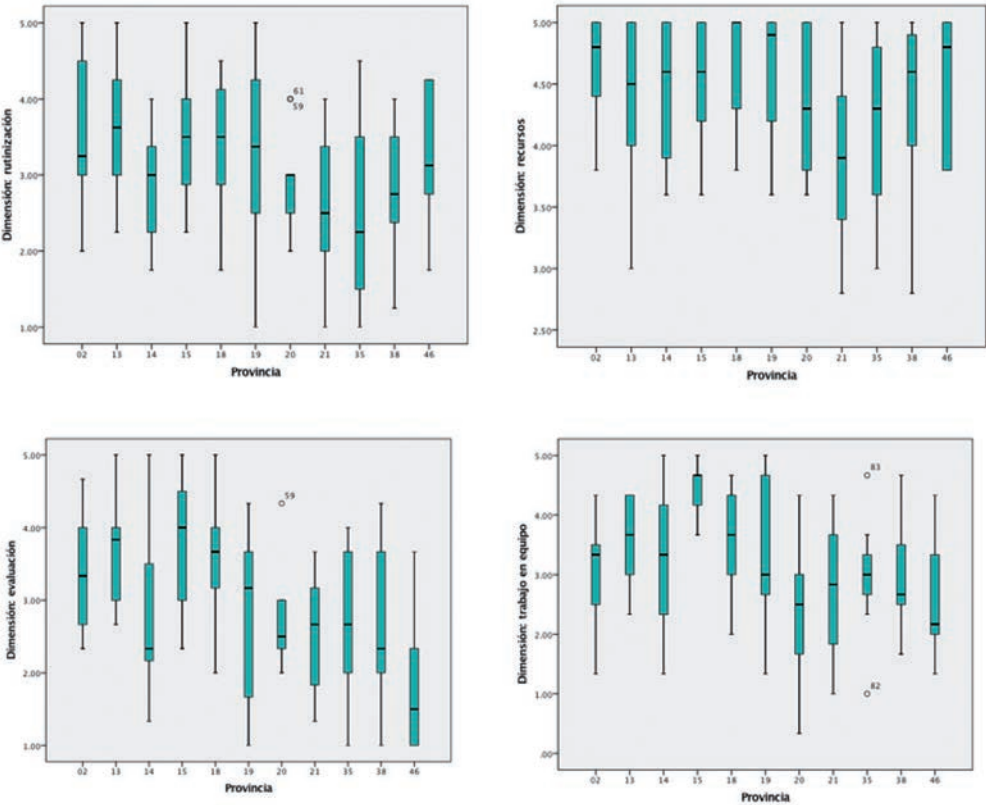 Dimensión: rutinización
5.00
4.00
3.00
2.00
1.00
61
59
02 13 14 15 18 19 20 21 35 38 46
Provincia
Dimensión: recursos
5.00
4.50
4.00
3.50
3.00
2.50
02 13 14 15 18 19 20 21 35 38 46
Provincia
Dimensión: evaluación
5.00
4.00
3.00
2.00
1.00
59
02 13 14 15 18 19 20 21 35 38 46
Provincia
Dimensión: trabajo en equipo
5.00
4.00
3.00
2.00
1.00
.00
83
82
02 13 14 15 18 19 20 21 35 38 46
Provincia